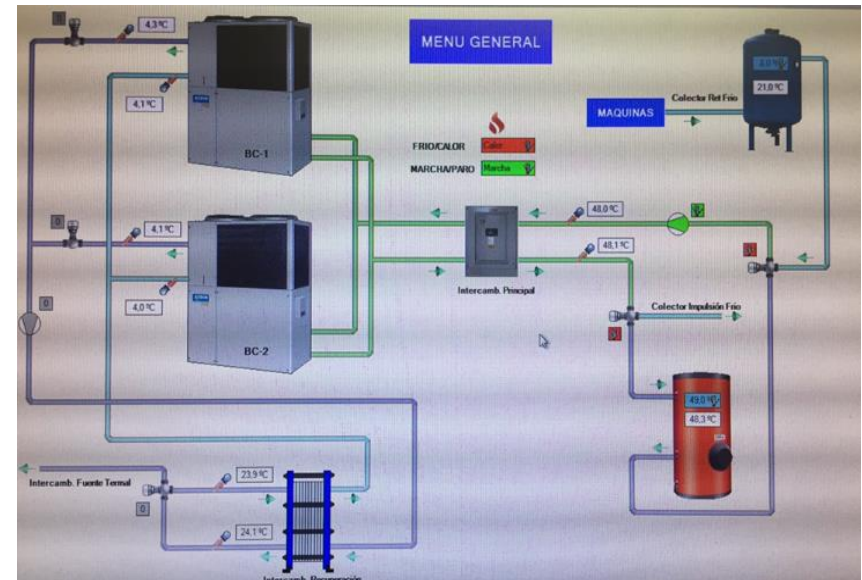 0
4,3 ºC
MENU GENERAL
21,0 ºC
Colector Ret Frio
4,1 ºC
MAQUINAS
FRIO/CALOR
Calor
BC-1
MARCHA/PARO
Marcha
48,0 ºC
0
4,1 ºC
48,1 ºC
Intercamb. Principal
4,0 ºC
Colector Impulsión Frio
0
BC-2
49,0 ºC
48,3 ºC
23,9 ºC
Intercamb. Fuente Termal
0
24,1 ºC
Intercamb. Recuperación